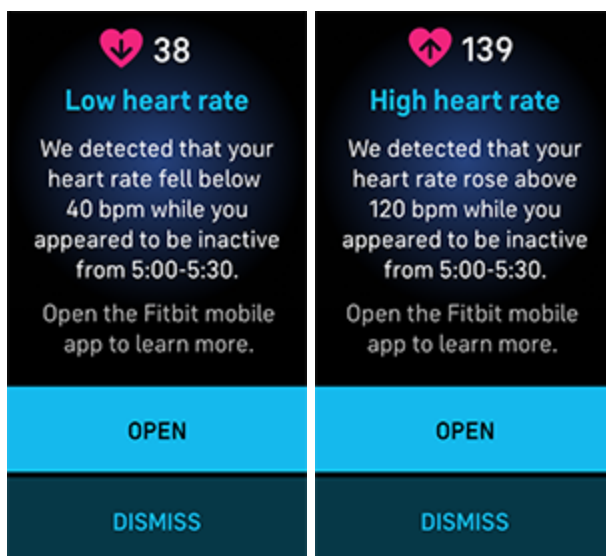 38
Low heart rate
We detected that your
heart rate fell below
40 bpm while you
appeared to be inactive
from 5:00-5:30.
Open the Fitbit mobile
app to learn more.
OPEN
DISMISS
139
High heart rate
We detected that your
heart rate rose above
120 bpm while you
appeared to be inactive
from 5:00-5:30.
Open the Fitbit mobile
app to learn more.
OPEN
DISMISS